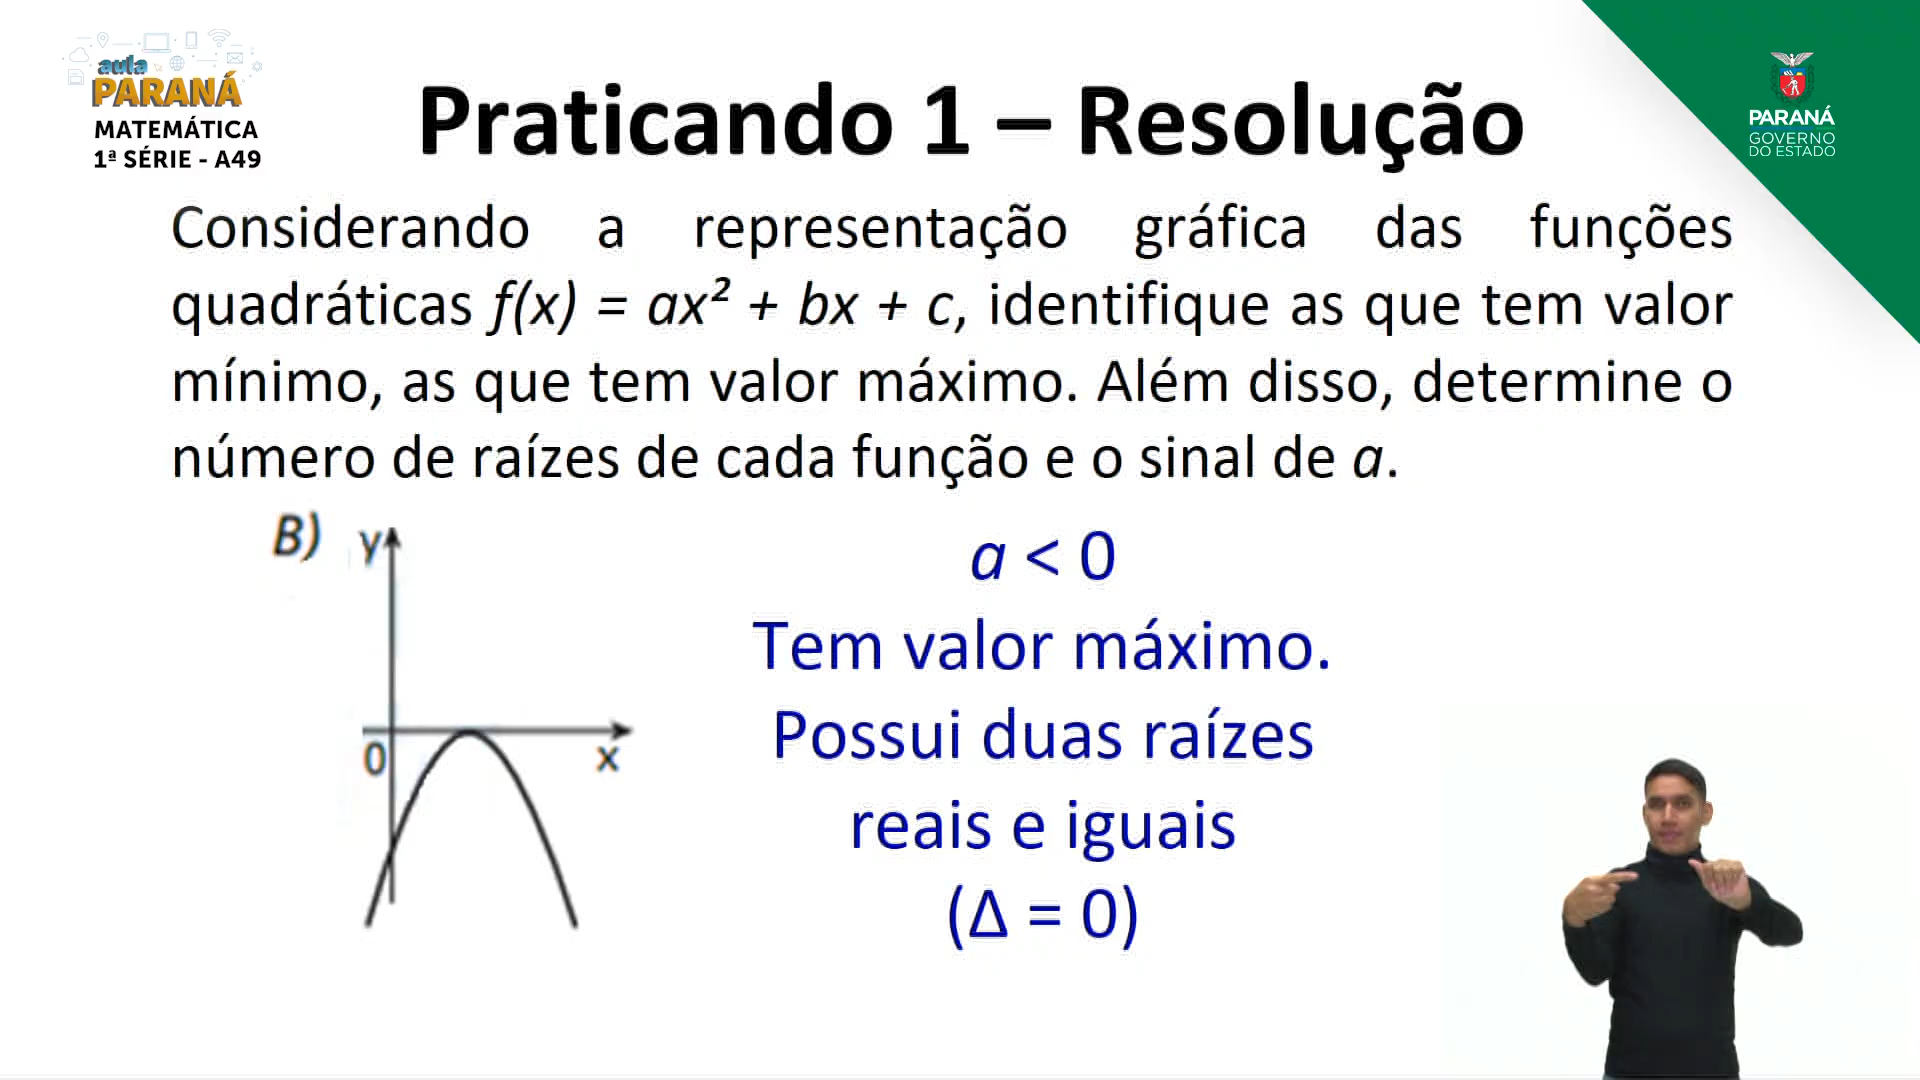 aula
PARANÁ
MATEMÁTICA
1ª SÉRIE - A49
Praticando 1 – Resolução
PARANÁ
GOVERNO
DO ESTADO
Considerando a representação gráfica das funções
quadráticas f(x) = ax² + bx + c, identifique as que tem valor
mínimo, as que tem valor máximo. Além disso, determine o
número de raízes de cada função e o sinal de a.
B)
y
0
x
a < 0
Tem valor máximo.
Possui duas raízes
reais e iguais
(Δ = 0)